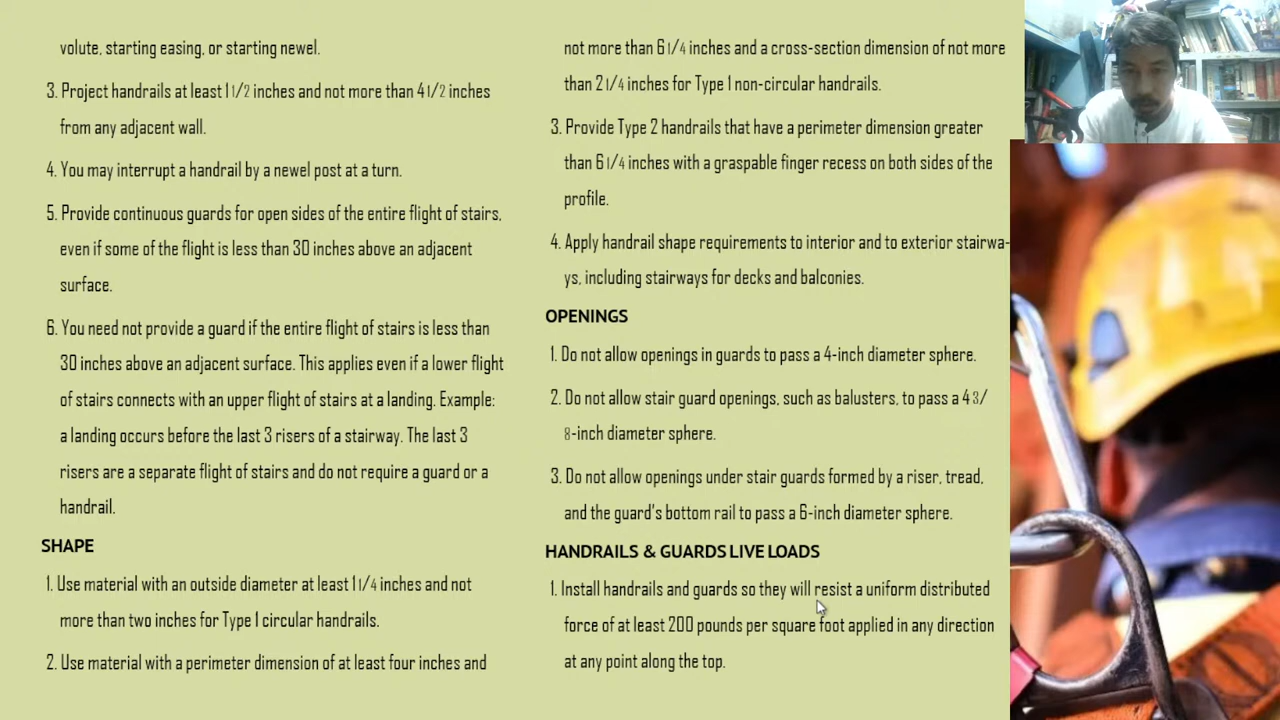 volute, starting easing, or starting newel.
3. Project handrails at least 1 1/2 inches and not more than 4 1/2 inches
from any adjacent wall.
4. You may interrupt a handrail by a newel post at a turn.
5. Provide continuous guards for open sides of the entire flight of stairs,
even if some of the flight is less than 30 inches above an adjacent
surface.
6. You need not provide a guard if the entire flight of stairs is less than
30 inches above an adjacent surface. This applies even if a lower flight
of stairs connects with an upper flight of stairs at a landing. Example:
a landing occurs before the last 3 risers of a stairway. The last 3
risers are a separate flight of stairs and do not require a guard or a
handrail.
SHAPE
1. Use material with an outside diameter at least 1 1/4 inches and not
more than two inches for Type 1 circular handrails.
2. Use material with a perimeter dimension of at least four inches and
not more than 6 1/4 inches and a cross-section dimension of not more
than 2 1/4 inches for Type 1 non-circular handrails.
3. Provide Type 2 handrails that have a perimeter dimension greater
than 6 1/4 inches with a graspable finger recess on both sides of the
profile.
4. Apply handrail shape requirements to interior and to exterior stairwa-
ys, including stairways for decks and balconies.
OPENINGS
1. Do not allow openings in guards to pass a 4-inch diameter sphere.
2. Do not allow stair guard openings, such as balusters, to pass a 4 3/
8-inch diameter sphere.
3. Do not allow openings under stair guards formed by a riser, tread,
and the guard's bottom rail to pass a 6-inch diameter sphere.
HANDRAILS & GUARDS LIVE LOADS
1. Install handrails and guards so they will resist a uniform distributed
force of at least 200 pounds per square foot applied in any direction
at any point along the top.